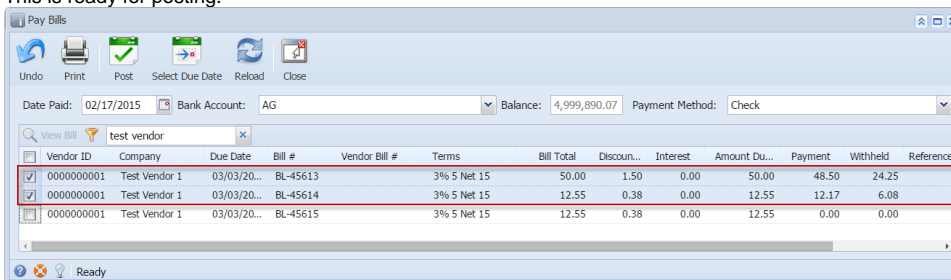 This is ready for posting.
Pay Bills
Undo Print Post Select Due Date Reload Close
Date Paid: 02/17/2015 Bank Account: AG Balance: 4,999,890.07 Payment Method: Check
View Bill test vendor
Vendor ID Company Due Date Bill # Vendor Bill # Terms Bill Total Discoun... Interest Amount Du... Payment Withheld Reference
0000000001 Test Vendor 1 03/03/20... BL-45613 3% 5 Net 15 50.00 1.50 0.00 50.00 48.50 24.25
0000000001 Test Vendor 1 03/03/20... BL-45614 3% 5 Net 15 12.55 0.38 0.00 12.55 12.17 6.08
0000000001 Test Vendor 1 03/03/20... BL-45615 3% 5 Net 15 12.55 0.38 0.00 12.55 0.00 0.00
Ready